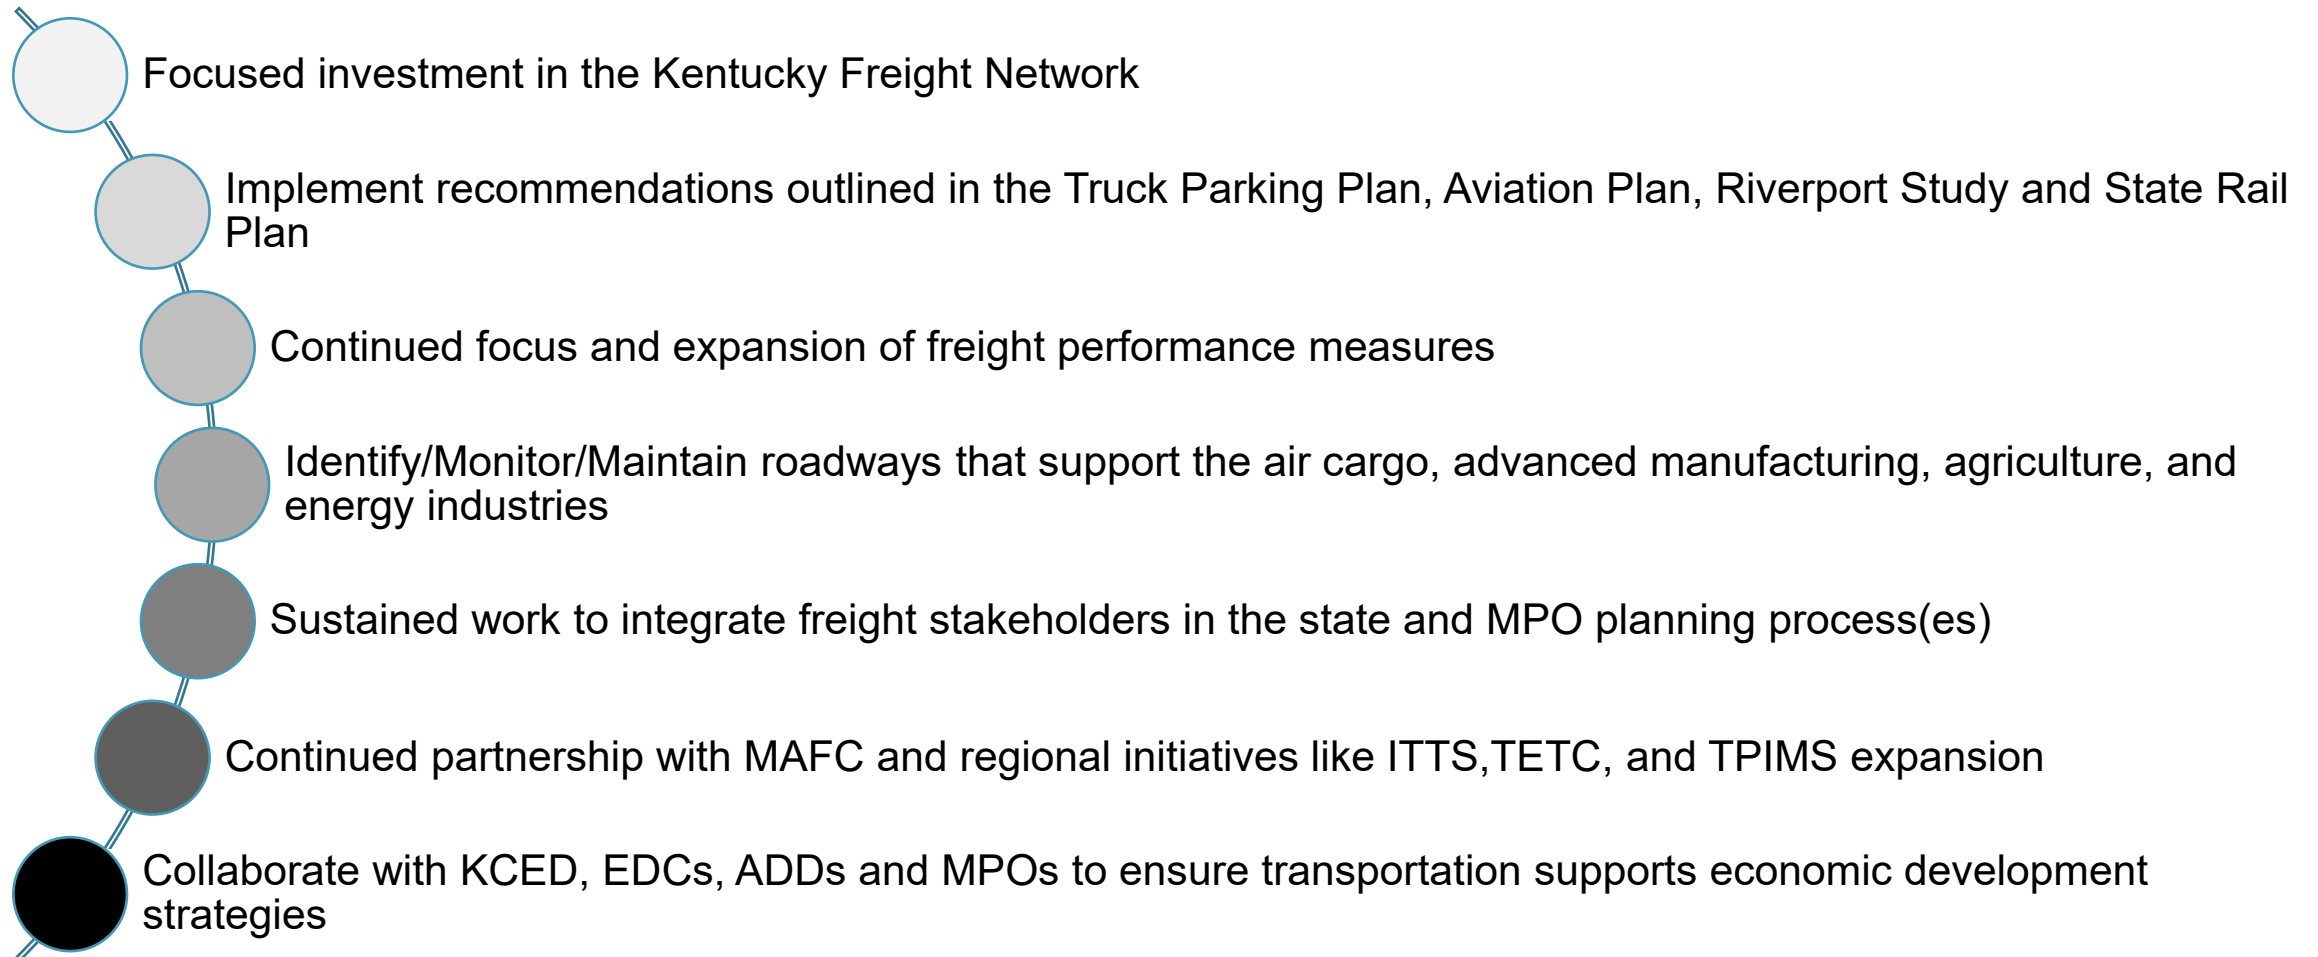 Focused investment in the Kentucky Freight Network
Implement recommendations outlined in the Truck Parking Plan, Aviation Plan, Riverport Study and State Rail
Plan
Continued focus and expansion of freight performance measures
Identify/Monitor/Maintain roadways that support the air cargo, advanced manufacturing, agriculture, and
energy industries
Sustained work to integrate freight stakeholders in the state and MPO planning process(es)
Continued partnership with MAFC and regional initiatives like ITTS,TETC, and TPIMS expansion
Collaborate with KCED, EDCs, ADDs and MPOs to ensure transportation supports economic development
strategies